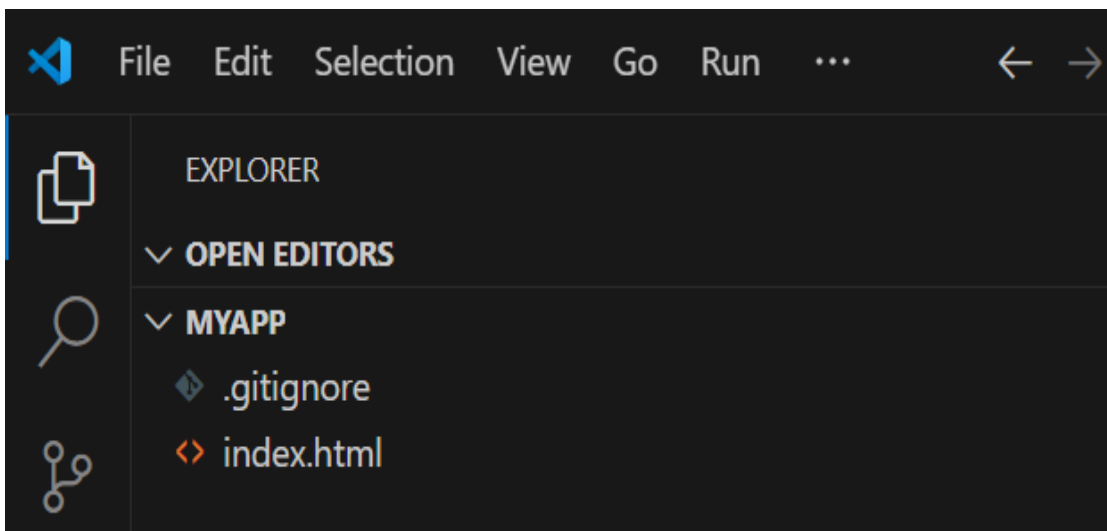 File Edit Selection View Go Run ...
EXPLORER
OPEN EDITORS
MYAPP
.gitignore
index.html